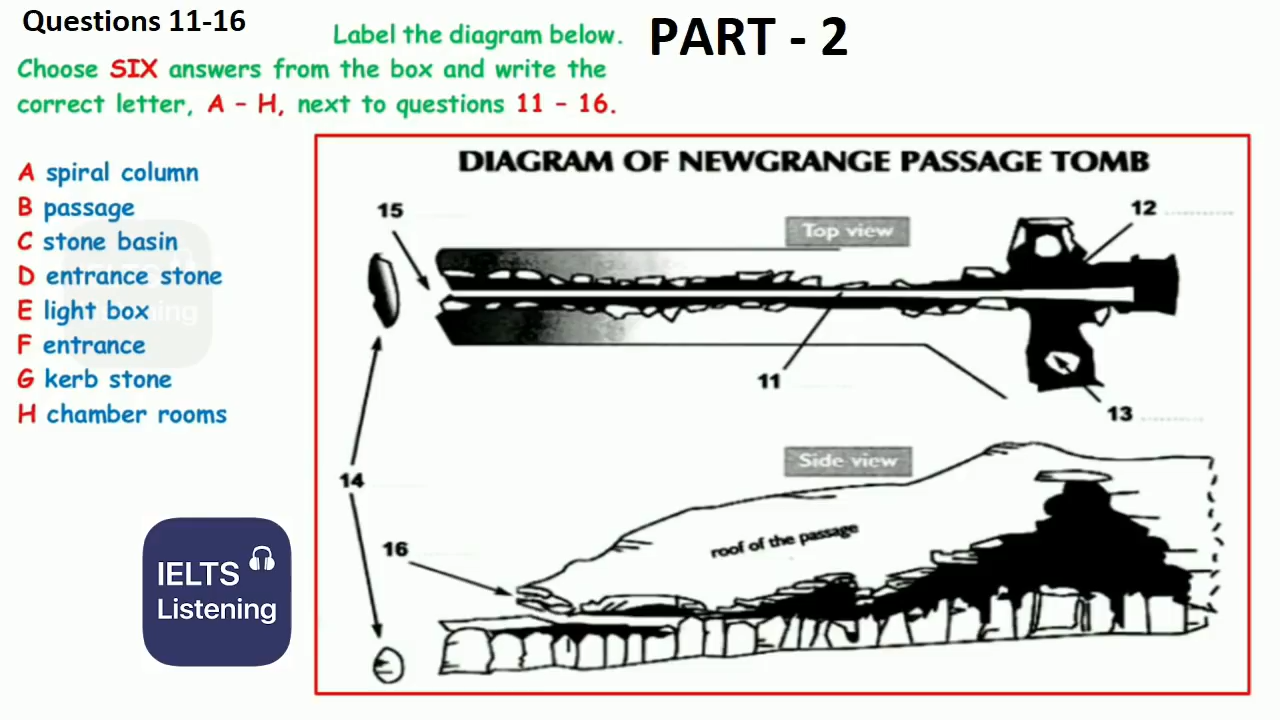 Questions 11-16
PART - 2
Label the diagram below.
Choose SIX answers from the box and write the
correct letter, A – H, next to questions 11 – 16.
A spiral column
B passage
C stone basin
D entrance stone
E light box
F entrance
G kerb stone
H chamber rooms
DIAGRAM OF NEWGRANGE PASSAGE TOMB
15
Top view
12
11
13
14
Side view
16
roof of the passage
IELTS
Listening